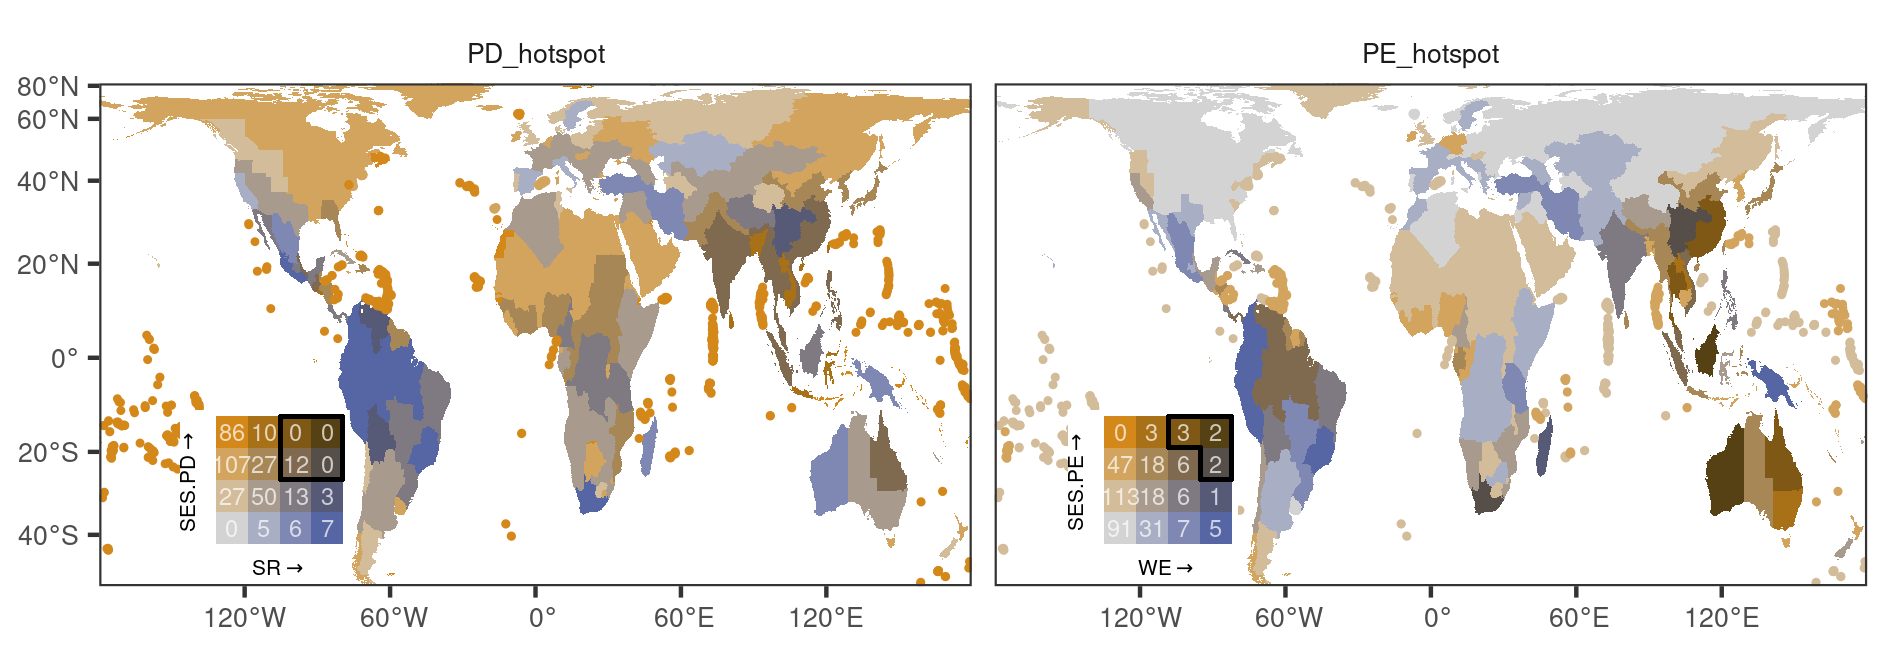 PD_hotspot
PE_hotspot
80°N
60°N
40°N
20°N
0°
20°S
40°S
SES.PD →
86 10 0 0
107 27 12 0
27 50 13 3
0 5 6 7
SR →
SES.PE →
0 3 3 2
47 18 6 2
113 18 6 1
91 31 7 5
WE →
120°W 60°W 0° 60°E 120°E
120°W 60°W 0° 60°E 120°E